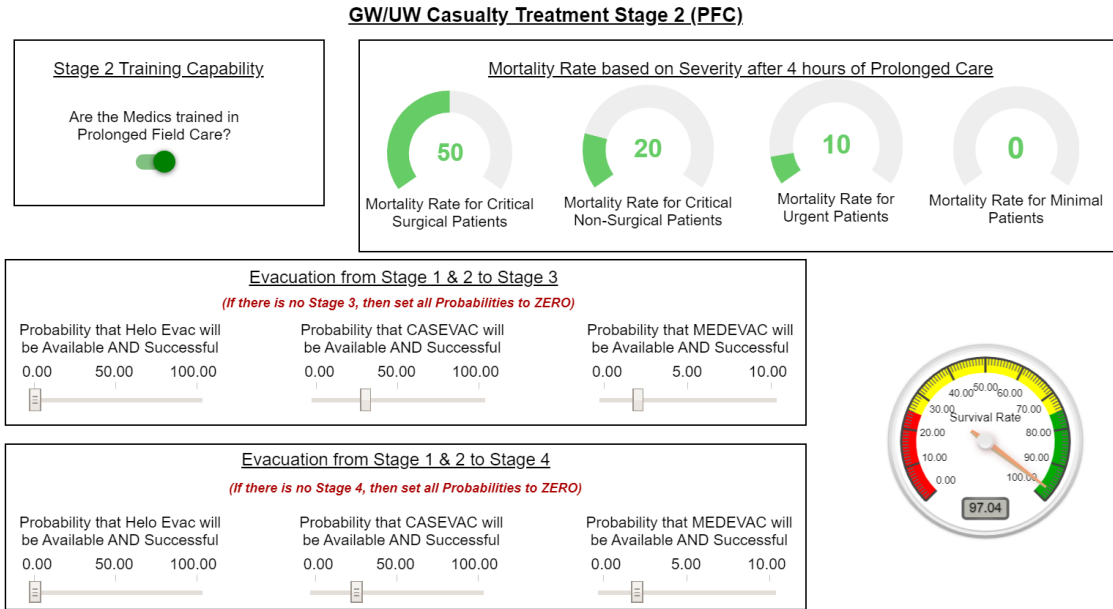 GW/UW Casualty Treatment Stage 2 (PFC)
Stage 2 Training Capability
Are the Medics trained in
Prolonged Field Care?
Mortality Rate based on Severity after 4 hours of Prolonged Care
50
20
10
0
Mortality Rate for Critical
Surgical Patients
Mortality Rate for Critical
Non-Surgical Patients
Mortality Rate for
Urgent Patients
Mortality Rate for Minimal
Patients
Evacuation from Stage 1 & 2 to Stage 3
(If there is no Stage 3, then set all Probabilities to ZERO)
Probability that Helo Evac will
be Available AND Successful
0.00 50.00 100.00
Probability that CASEVAC will
be Available AND Successful
0.00 50.00 100.00
Probability that MEDEVAC will
be Available AND Successful
0.00 5.00 10.00
Evacuation from Stage 1 & 2 to Stage 4
(If there is no Stage 4, then set all Probabilities to ZERO)
Probability that Helo Evac will
be Available AND Successful
0.00 50.00 100.00
Probability that CASEVAC will
be Available AND Successful
0.00 50.00 100.00
Probability that MEDEVAC will
be Available AND Successful
0.00 5.00 10.00
0.00
10.00
20.00
30.00
40.00
50.00
60.00
70.00
80.00
90.00
100.00
Survival Rate
97.04